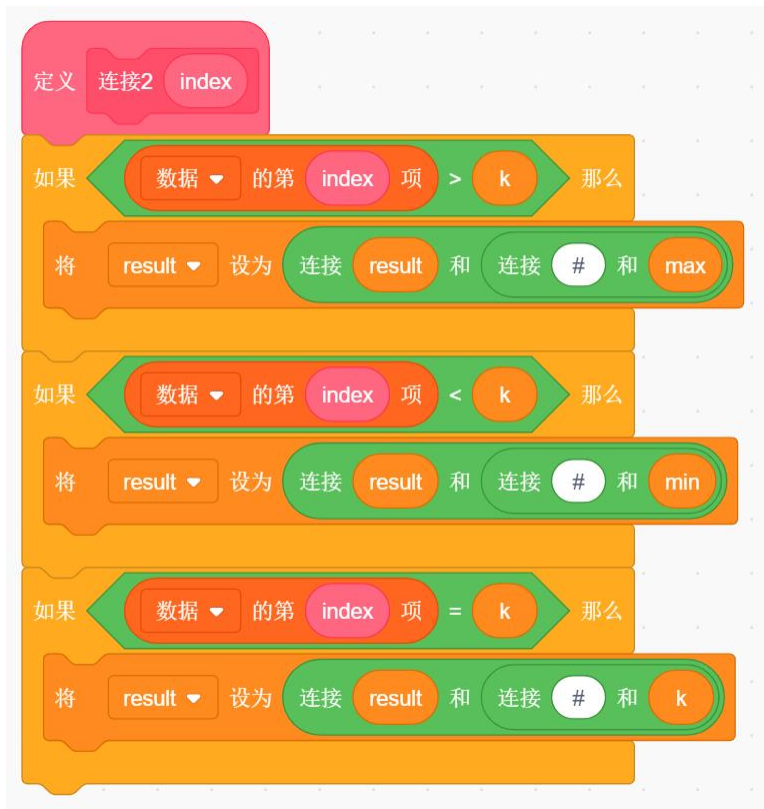 定义 连接2 index
如果 数据 的第 index 项 > k 那么
将 result 设为 连接 result 和 连接 # 和 max
如果 数据 的第 index 项 < k 那么
将 result 设为 连接 result 和 连接 # 和 min
如果 数据 的第 index 项 = k 那么
将 result 设为 连接 result 和 连接 # 和 k